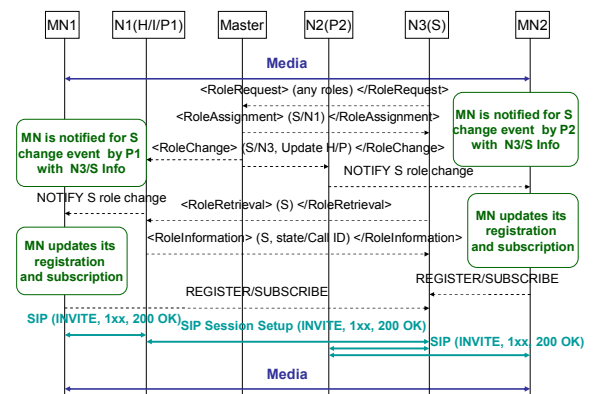 MN1 N1(H/I/P1) Master N2(P2) N3(S) MN2
Media
<RoleRequest> (any roles) </RoleRequest>
<RoleAssignment> (S/N1) </RoleAssignment>
MN is notified for S
change event by P2
with N3/S Info
MN is notified for S
change event by P1
with N3/S Info
<RoleChange> (S/N3, Update H/P) </RoleChange>
NOTIFY S role change
NOTIFY S role change
<RoleRetrieval> (S) </RoleRetrieval>
MN updates its
registration
and subscription
<RoleInformation> (S, state/Call ID) </RoleInformation>
MN updates its
registration
and subscription
REGISTER/SUBSCRIBE
REGISTER/SUBSCRIBE
SIP (INVITE, 1xx, 200 OK)
SIP Session Setup (INVITE, 1xx, 200 OK)
SIP (INVITE, 1xx, 200 OK)
Media